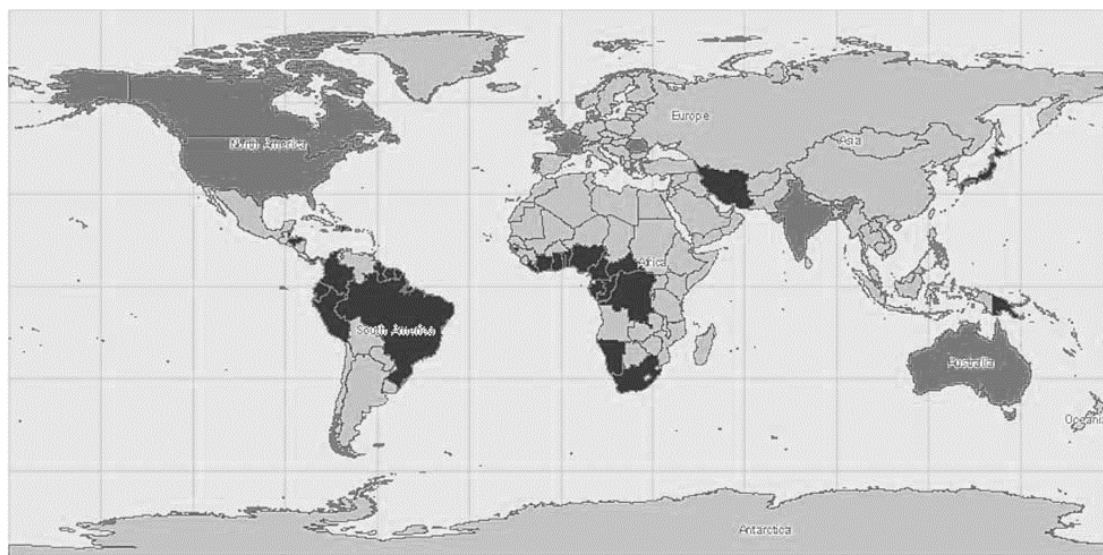 Europe
North America
Asia
Africa
South America
Australia
Oceania
Antarctica